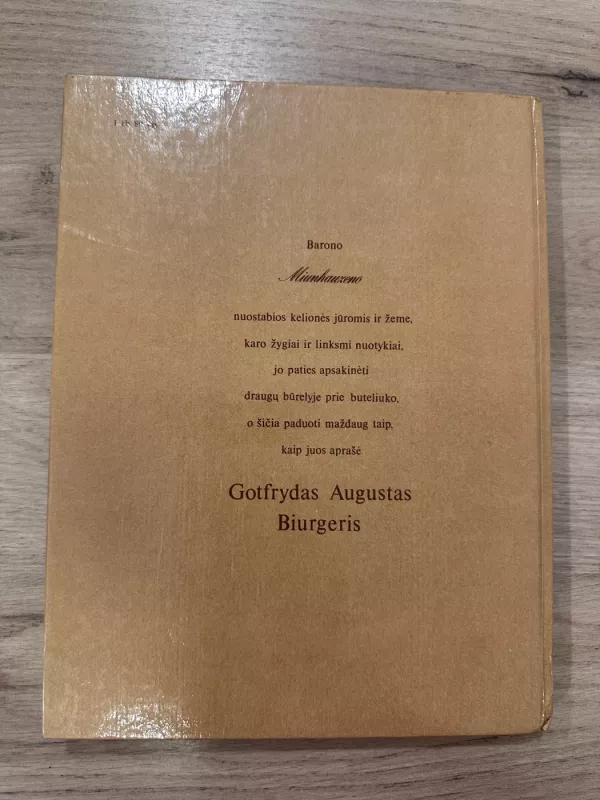 Barono
Miunhauzeno
nuostabios kelionės jūromis ir žeme,
karo žygiai ir linksmi nuotykiai,
jo paties apsakinėti
draugų būrelyje prie buteliuko,
o šičia paduoti maždaug taip,
kaip juos aprašė
Gotfrydas Augustas
Biurgeris